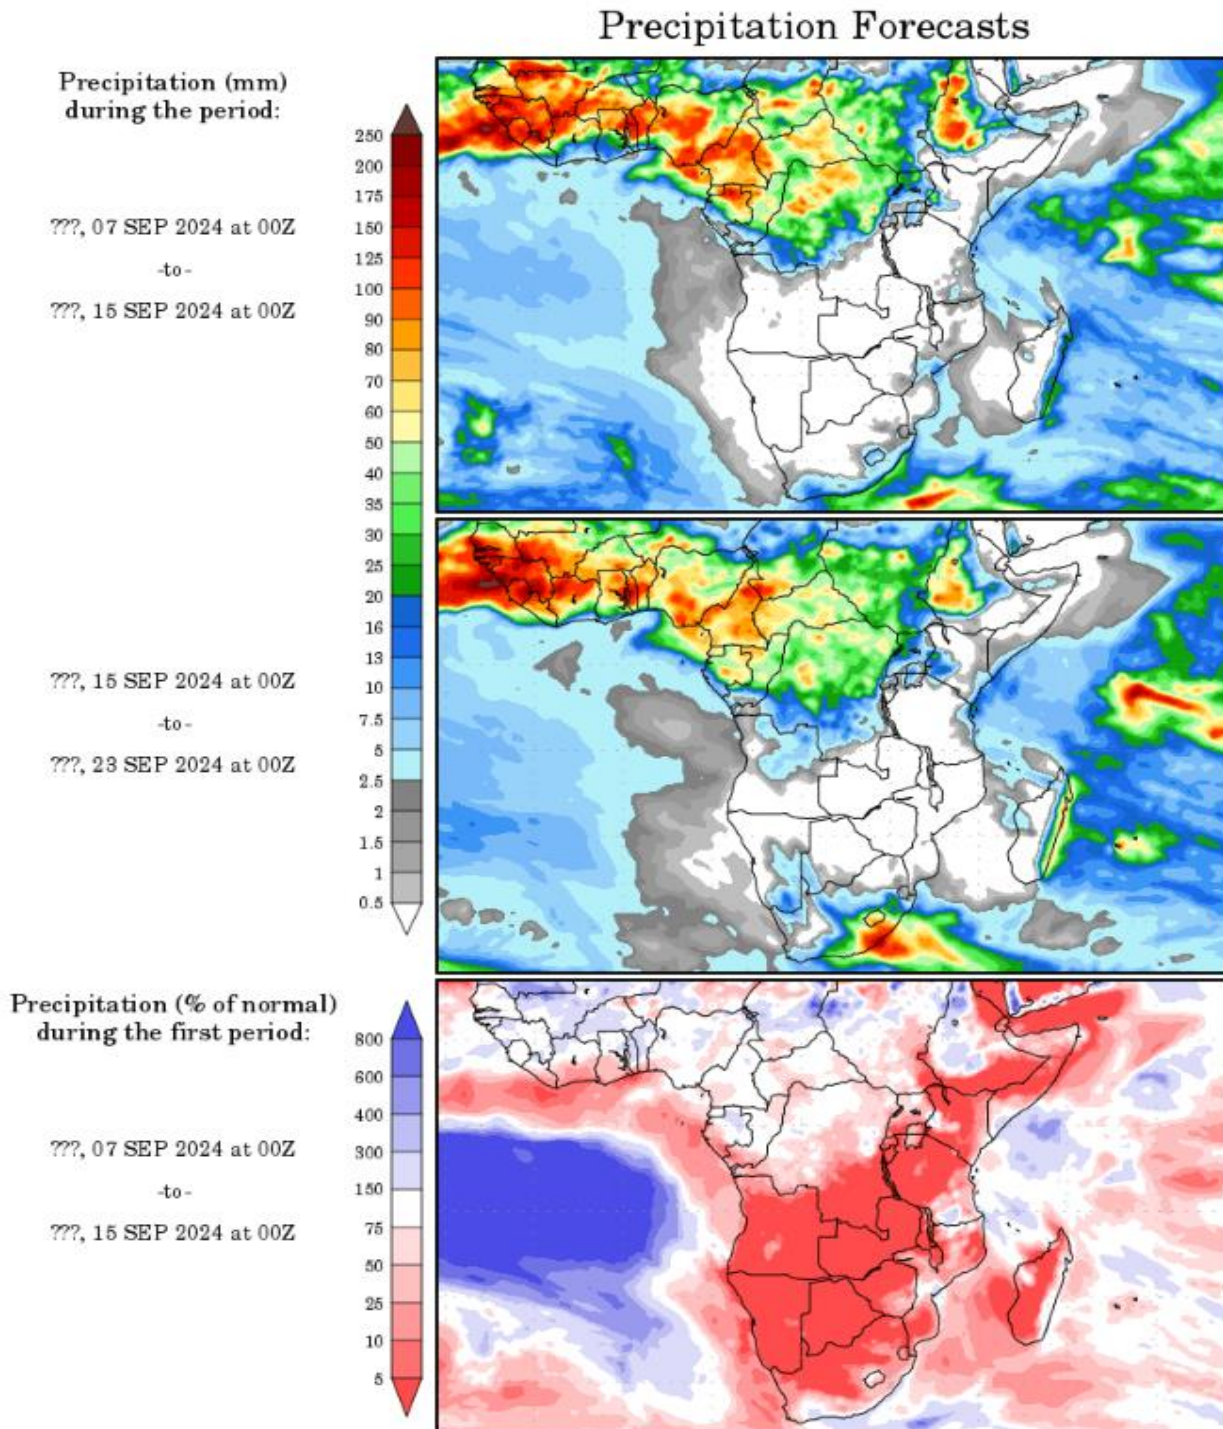 Precipitation Forecasts
Precipitation (mm)
during the period:
???, 07 SEP 2024 at 00Z
-to-
???, 15 SEP 2024 at 00Z
250
200
175
150
125
100
90
80
70
60
50
40
35
30
25
20
16
13
10
7.5
5
2.5
2
1.5
1
0.5
???, 15 SEP 2024 at 00Z
-to-
???, 23 SEP 2024 at 00Z
Precipitation (% of normal)
during the first period:
???, 07 SEP 2024 at 00Z
-to-
???, 15 SEP 2024 at 00Z
800
600
400
300
150
75
50
25
10
5